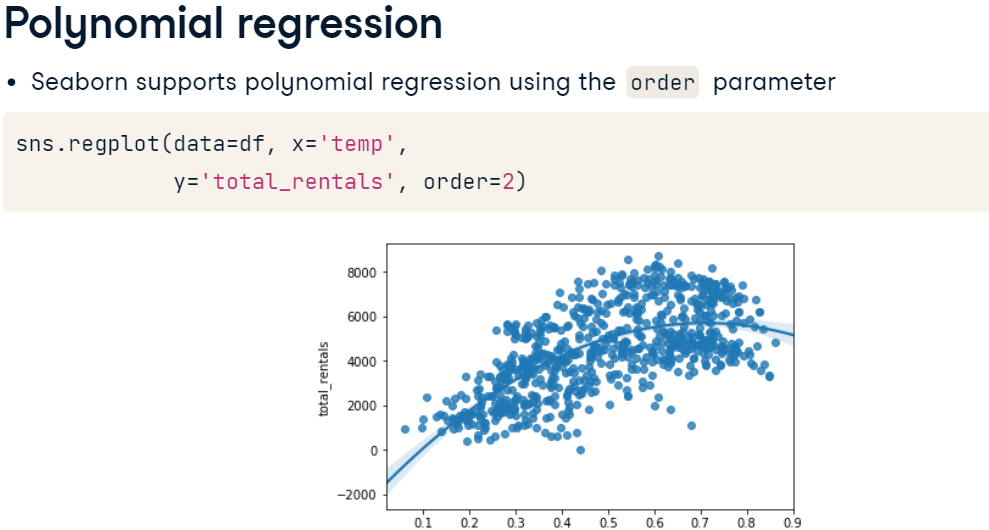 Polynomial regression
• Seaborn supports polynomial regression using the order parameter
sns.regplot(data=df, x='temp',
y='total_rentals', order=2)
8000
6000
4000
2000
0
−2000
total_rentals
0.1 0.2 0.3 0.4 0.5 0.6 0.7 0.8 0.9